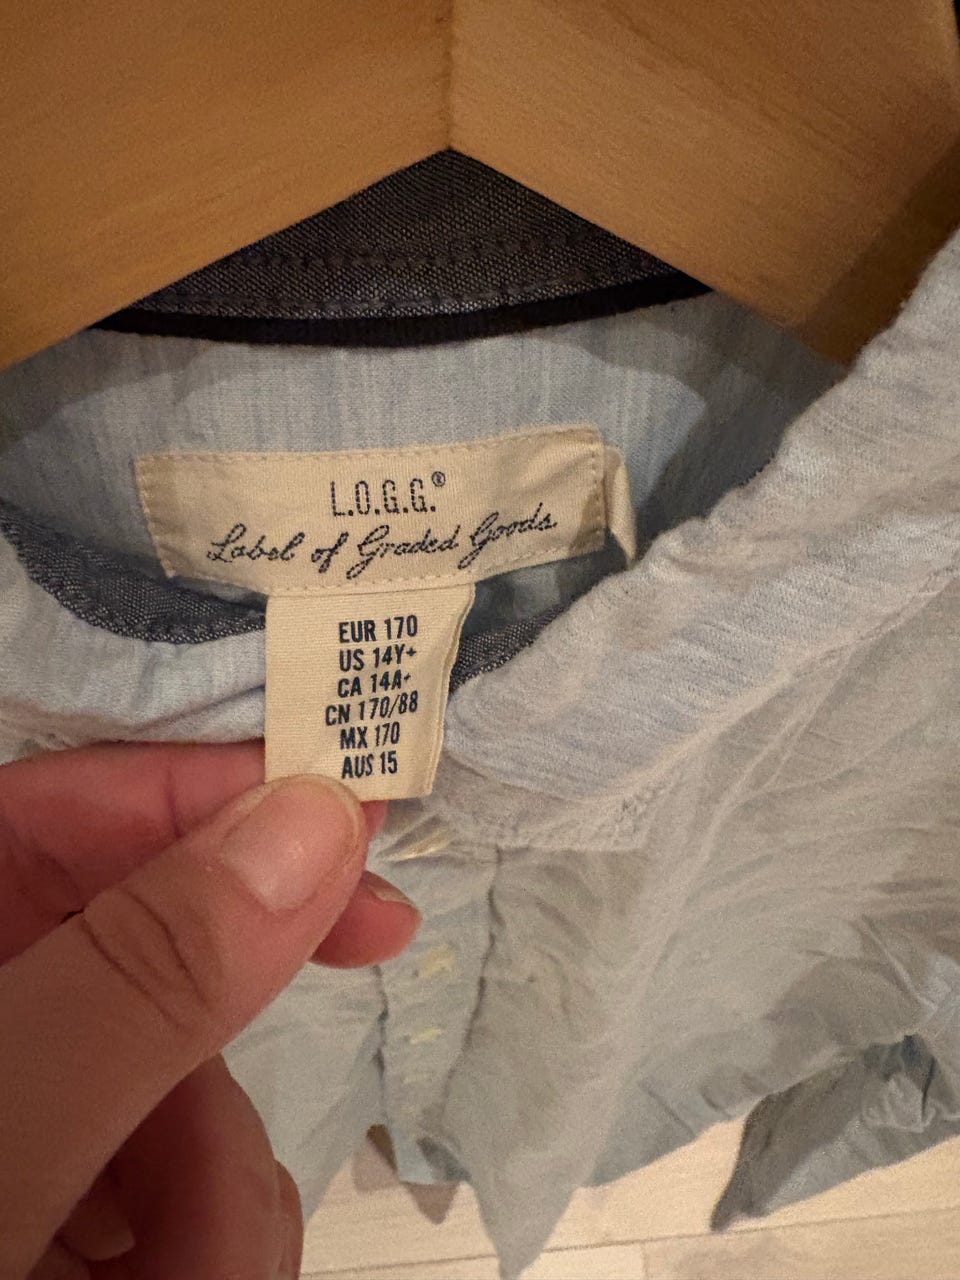 L.O.G.G.®
Label of Graded Goods
EUR 170
US 14Y+
CA 14A+
CN 170/88
MX 170
AUS 15